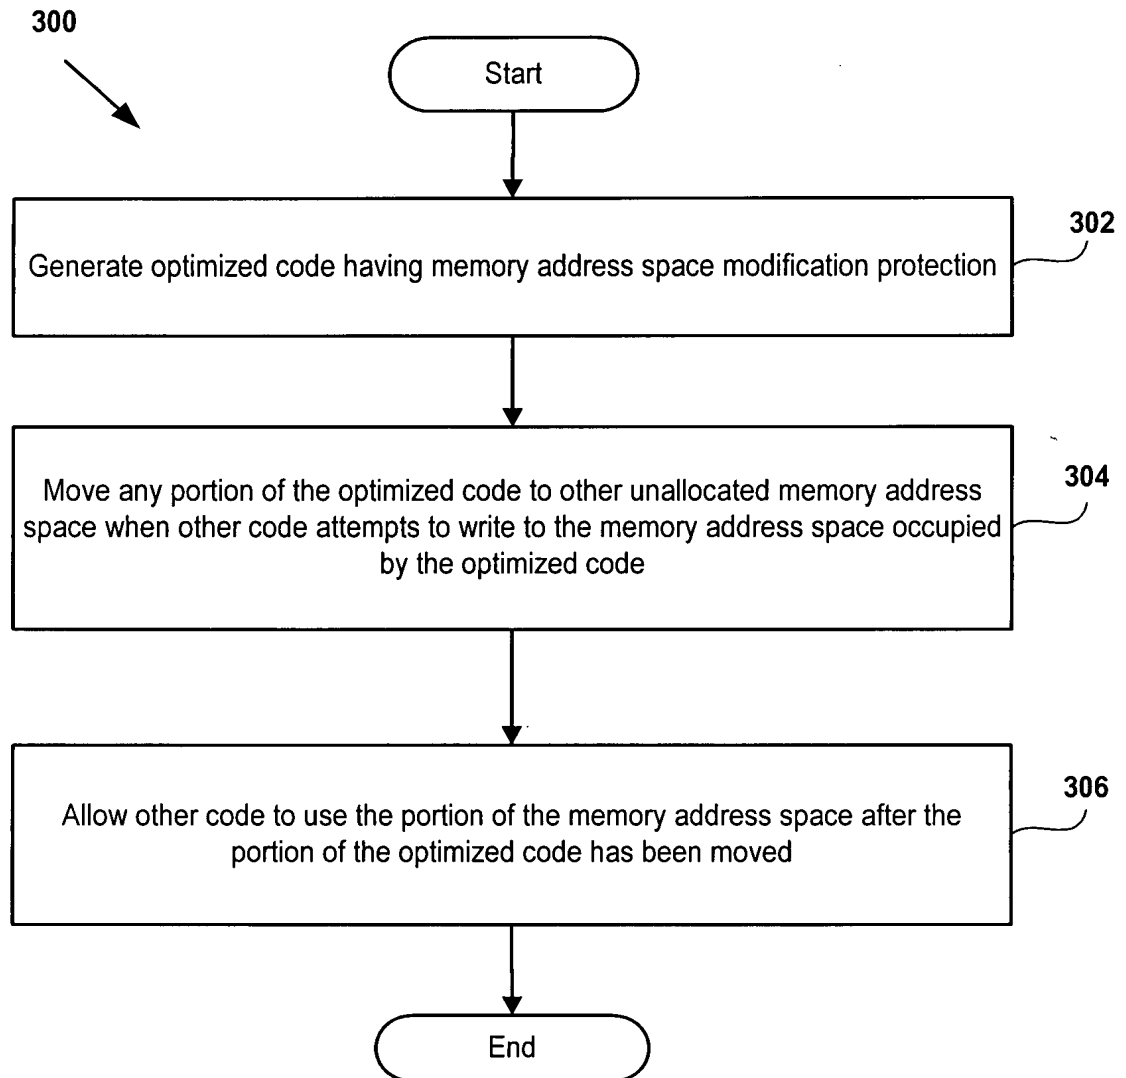 300
Start
302
Generate optimized code having memory address space modification protection
304
Move any portion of the optimized code to other unallocated memory address
space when other code attempts to write to the memory address space occupied
by the optimized code
306
Allow other code to use the portion of the memory address space after the
portion of the optimized code has been moved
End